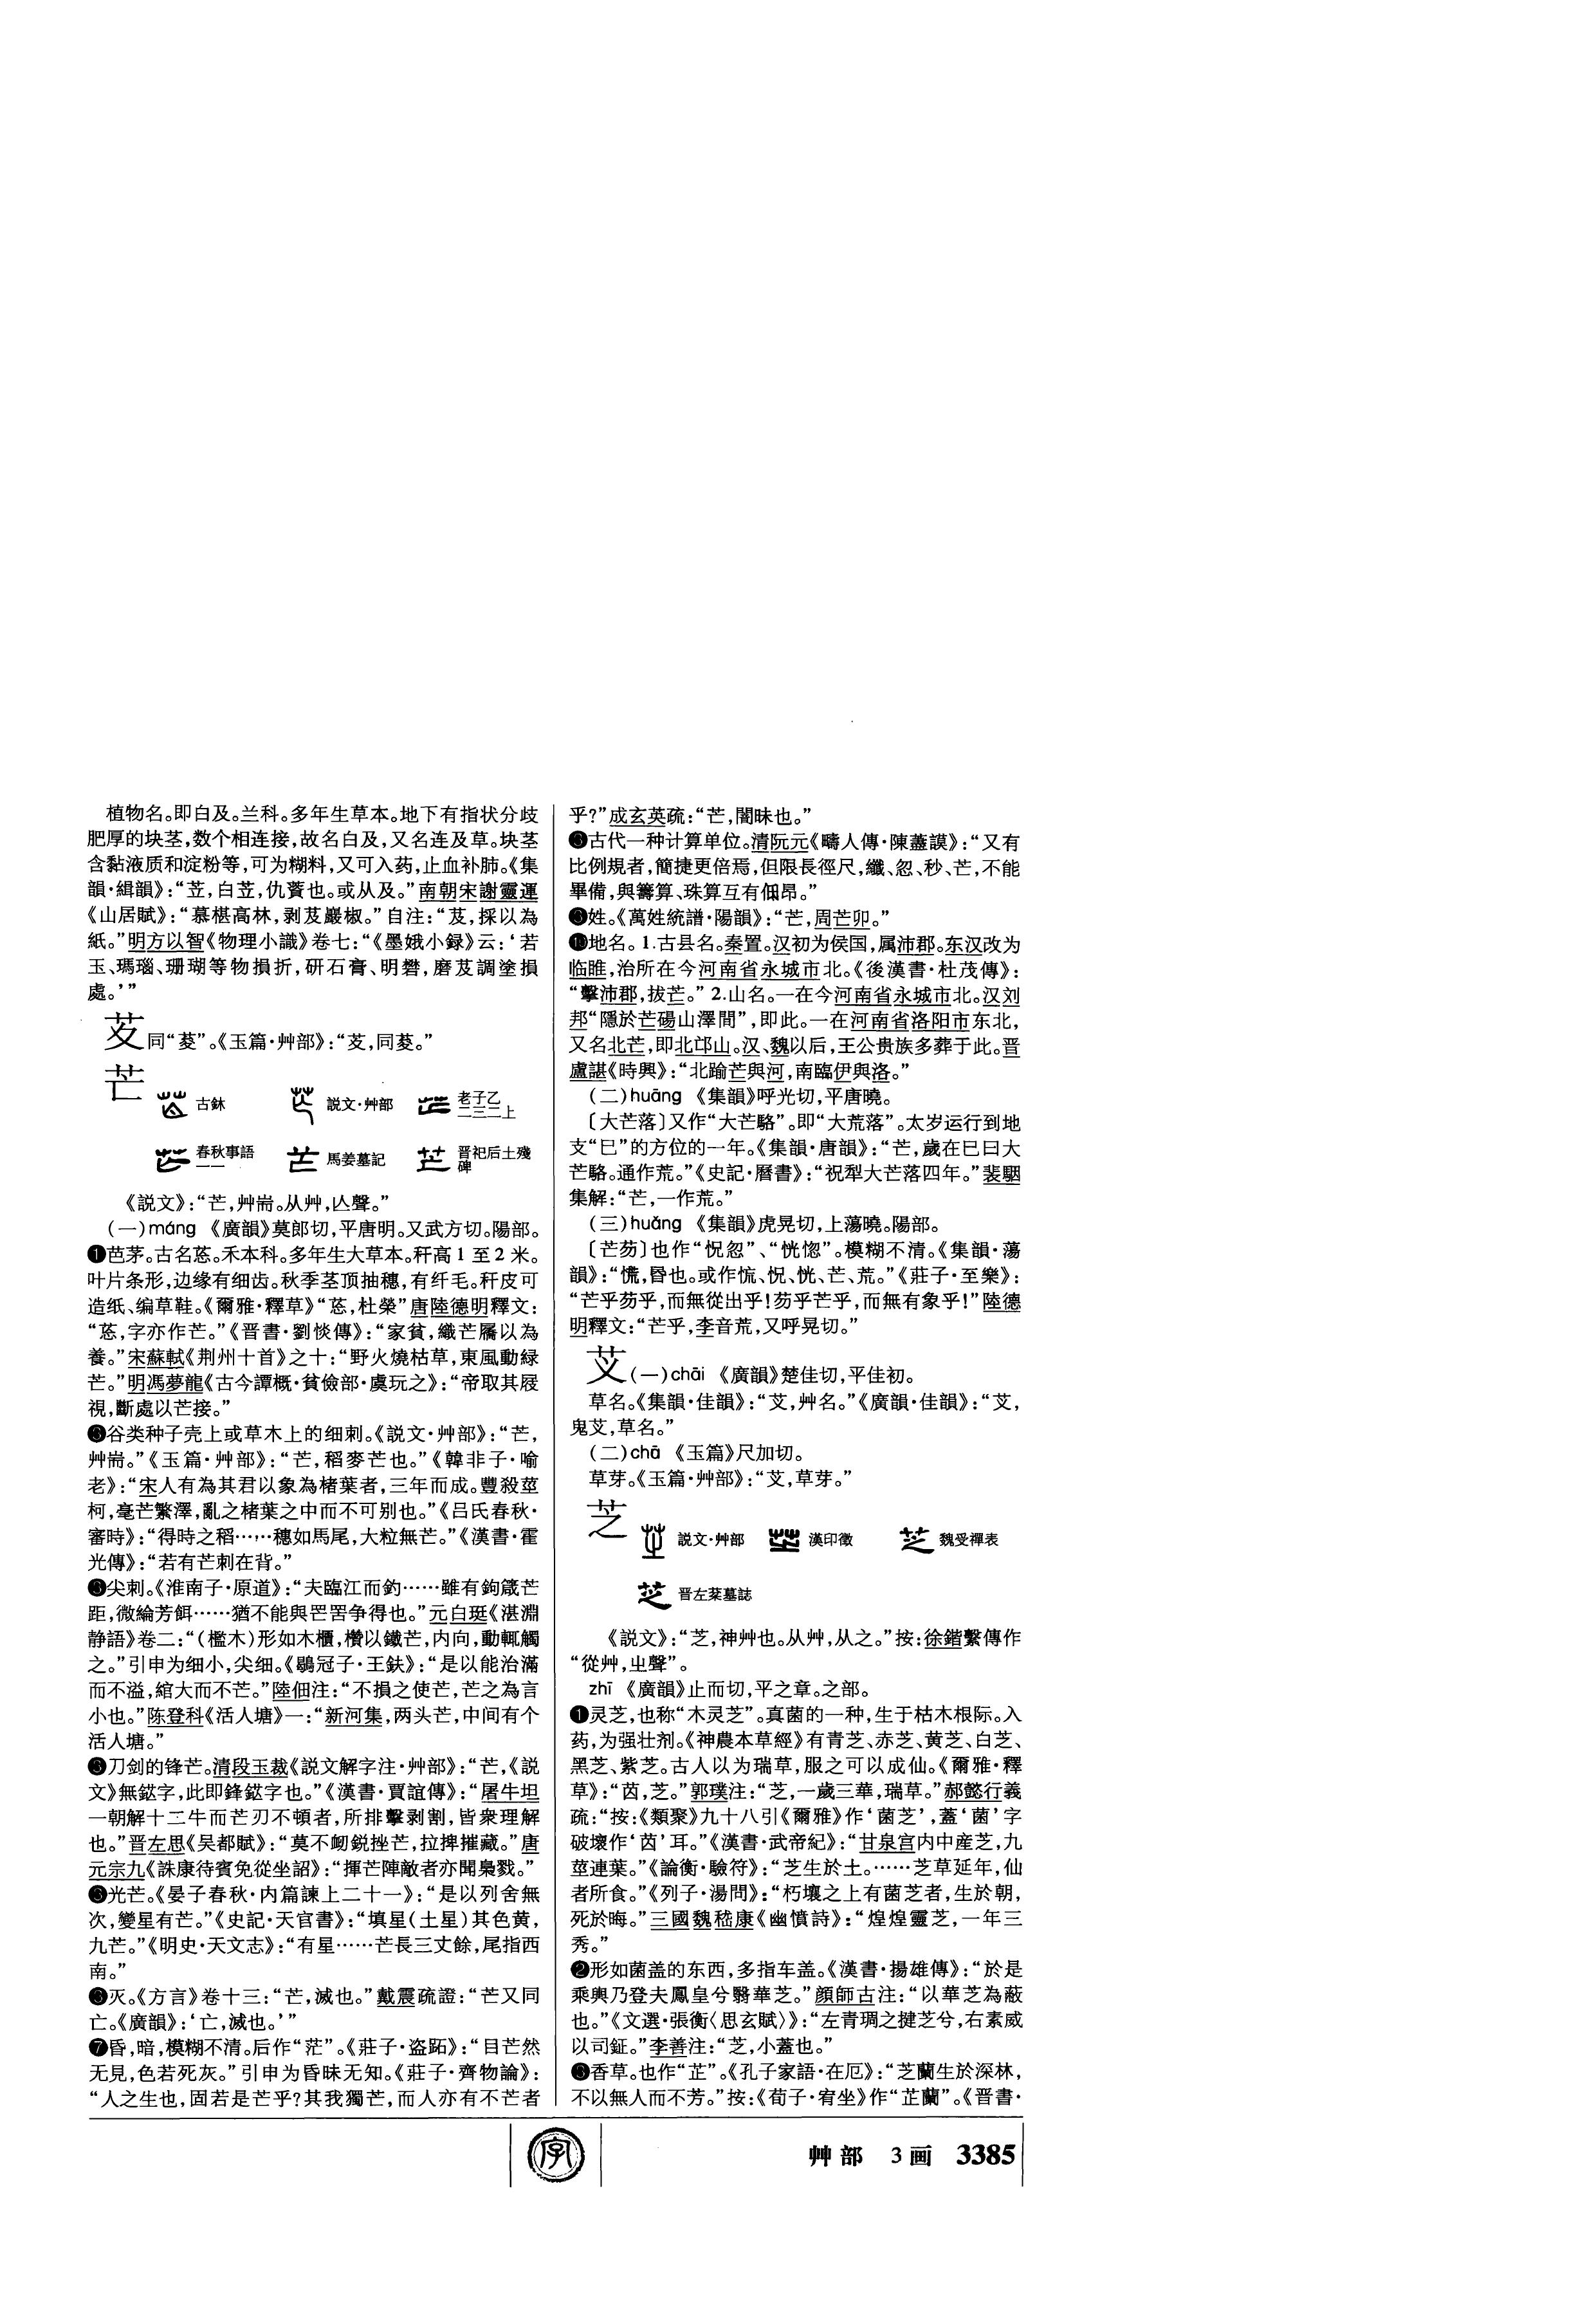 植物名。即白及。兰科。多年生草本。地下有指状分歧
肥厚的块茎，数个相连接，故名白及，又名连及草。块茎
含黏液质和淀粉等，可为糊料，又可入药，止血补肺。《集
韻·緝韻》：“苙，白苙，仇薋也。或从及。”南朝宋謝靈運
《山居賦》：“慕椹高林，剥芨巖椒。”自注：“芨，採以為
紙。”明方以智《物理小識》卷七：“《墨娥小録》云：‘若
玉、瑪瑙、珊瑚等物損折，研石膏、明礬，磨芨調塗損
處。’”
同“薐”。《玉篇·艸部》：
芒
古鉨 説文·艸部 老子乙二三二上
春秋事語一一 馬姜墓記 晋祀后土殘碑
《説文》：“芒，艸耑。从艸，亾聲。”
（一）máng 《廣韻》莫郎切，平唐明。又武方切。陽部。
❶芭茅。古名莣。禾本科。多年生大草本。秆高1至2米。
叶片条形，边缘有细齿。秋季茎顶抽穗，有纤毛。秆皮可
造纸、编草鞋。《爾雅·釋草》“莣，杜榮”唐陸德明釋文：
“莣，字亦作芒。”《晋書·劉惔傳》：“家貧，織芒屩以為
養。”宋蘇軾《荆州十首》之十：“野火燒枯草，東風動緑
芒。”明馮夢龍《古今譚概·貧儉部·虞玩之》：“帝取其屐
視，斷處以芒接。”
谷类种子壳上或草木上的细刺。《説文·艸部》：“芒，
艸耑。”《玉篇·艸部》：“芒，稻麥芒也。”《韓非子·喻
老》：“宋人有為其君以象為楮葉者，三年而成。豐殺莖
柯，毫芒繁澤，亂之楮葉之中而不可别也。”《吕氏春秋·
審時》：“得時之稻……穗如馬尾，大粒無芒。”《漢書·霍
光傳》：“若有芒刺在背。”
尖刺。《淮南子·原道》：“夫臨江而釣……雖有鉤箴芒
距，微綸芳餌……猶不能與罔罟争得也。”元白珽《湛淵
静語》卷二：“（檻木）形如木櫃，欑以鐵芒，内向，動輒觸
之。”引申为细小，尖细。《鶡冠子·王鈇》：“是以能治滿
而不溢，綰大而不芒。”陸佃注：“不損之使芒，芒之為言
小也。”陈登科《活人塘》一：“新河集，两头芒，中间有个
活人塘。”
刀剑的锋芒。清段玉裁《説文解字注·艸部》：“芒，《説
文》無鋩字，此即鋒鋩字也。”《漢書·賈誼傳》：“屠牛坦
一朝解十二牛而芒刃不頓者，所排擊剥割，皆衆理解
也。”晋左思《吴都賦》：“莫不衂鋭挫芒，拉捭摧藏。”唐
元宗九《誅康待賓免從坐詔》：“揮芒陣敵者亦聞梟戮。”
光芒。《晏子春秋·内篇諫上二十一》：“是以列舍無
次，變星有芒。”《史記·天官書》：“填星（土星）其色黄，
九芒。”《明史·天文志》：“有星……芒長三丈餘，尾指西
南。”
灭。《方言》卷十三：“芒，滅也。”戴震疏證：“芒又同
亡。《廣韻》：‘亡，滅也。’”
❼昏，暗，模糊不清。后作“茫”。《莊子·盗跖》：“目芒然
无見，色若死灰。”引申为昏昧无知。《莊子·齊物論》：
“人之生也，固若是芒乎？其我獨芒，而人亦有不芒者
乎？”成玄英疏：“芒，闇昧也。”
古代一种计算单位。清阮元《疇人傳·陳藎謨》：“又有
比例規者，簡捷更倍焉，但限長徑尺，纖、忽、秒、芒，不能
畢備，與籌算、珠算互有佪昂。”
姓。《萬姓統譜·陽韻》：“芒，周芒卯。”
❿地名。1.古县名。秦置。汉初为侯国，属沛郡。东汉改为
临睢，治所在今河南省永城市北。《後漢書·杜茂傳》：
“擊沛郡，拔芒。”2.山名。一在今河南省永城市北。汉刘
邦“隱於芒碭山澤間”，即此。一在河南省洛阳市东北，
又名北芒，即北邙山。汉、魏以后，王公贵族多葬于此。晋
盧諶《時興》：“北踰芒與河，南臨伊與洛。”
（二）huāng 《集韻》呼光切，平唐曉。
〔大芒落〕又作“大芒駱”。即“大荒落”。太岁运行到地
支“巳”的方位的一年。《集韻·唐韻》：“芒，歲在巳曰大
芒駱。通作荒。”《史記·曆書》：“祝犁大芒落四年。”裴駰
集解：“芒，一作荒。”
（三）huǎng 《集韻》虎晃切，上蕩曉。陽部。
〔芒芴〕也作“怳忽”、“恍惚”。模糊不清。《集韻·蕩
韻》：“慌，昬也。或作㤺、怳、恍、芒、荒。”《莊子·至樂》：
“芒乎芴乎，而無從出乎！芴乎芒乎，而無有象乎！”陸德
明釋文：“芒乎，李音荒，又呼晃切。”
芆（一）chāi 《廣韻》楚佳切，平佳初。
草名。《集韻·佳韻》：“芆，艸名。”《廣韻·佳韻》：“芆，
鬼芆，草名。”
（二）chā 《玉篇》尺加切。
草芽。《玉篇·艸部》：“芆，草芽。”
芝
説文·艸部 漢印徵 魏受禪表
晋左棻墓誌
《説文》：“芝，神艸也。从艸，从之。”按：徐鍇繫傳作
“從艸，㞢聲”。
zhī 《廣韻》止而切，平之章。之部。
❶灵芝，也称“木灵芝”。真菌的一种，生于枯木根际。入
药，为强壮剂。《神農本草經》有青芝、赤芝、黄芝、白芝、
黑芝、紫芝。古人以为瑞草，服之可以成仙。《爾雅·釋
草》：“茵，芝。”郭璞注：“芝，一歲三華，瑞草。”郝懿行義
疏：“按：《類聚》九十八引《爾雅》作‘菌芝’，蓋‘菌’字
破壞作‘茵’耳。”《漢書·武帝紀》：“甘泉宫内中産芝，九
莖連葉。”《論衡·驗符》：“芝生於土。……芝草延年，仙
者所食。”《列子·湯問》：“朽壤之上有菌芝者，生於朝，
死於晦。”三國魏嵇康《幽憤詩》：“煌煌靈芝，一年三
秀。”
❷形如菌盖的东西，多指车盖。《漢書·揚雄傳》：“於是
乘輿乃登夫鳳皇兮翳華芝。”顔師古注：“以華芝為蔽
也。”《文選·張衡〈思玄賦〉》：“左青琱之揵芝兮，右素威
以司鉦。”李善注：“芝，小蓋也。”
香草。也作“芷”。《孔子家語·在厄》：“芝蘭生於深林，
不以無人而不芳。”按：《荀子·宥坐》作“芷蘭”。《晋書·
字
艸部 3画 3385